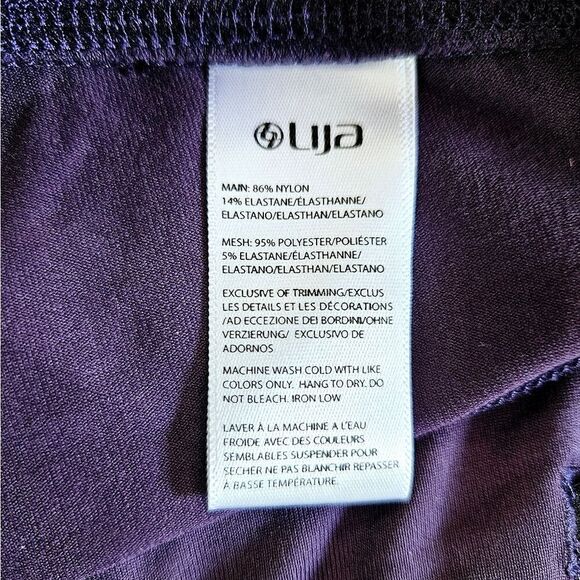 Lija
MAIN: 86% NYLON
14% ELASTANE/ÉLASTHANNE/
ELASTANO/ELASTHAN/ELASTANO
MESH: 95% POLYESTER/POLIÉSTER
5% ELASTANE/ÉLASTHANNE/
ELASTANO/ELASTHAN/ELASTANO
EXCLUSIVE OF TRIMMING/EXCLUS
LES DETAILS ET LES DÉCORATIONS
/AD ECCEZIONE DEI BORDINI/OHNE
VERZIERUNG/ EXCLUSIVO DE
ADORNOS
MACHINE WASH COLD WITH LIKE
COLORS ONLY. HANG TO DRY. DO
NOT BLEACH. IRON LOW
LAVER À LA MACHINE A L'EAU
FROIDE AVEC DES COULEURS
SEMBLABLES SUSPENDER POUR
SÉCHER NE PAS BLANCHIR REPASSER
À BASSE TEMPÉRATURE.